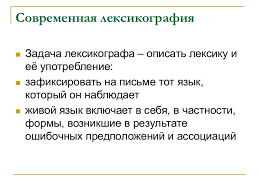 Современная лексикография
Задача лексикографа – описать лексику и
её употребление:
зафиксировать на письме тот язык,
который он наблюдает
живой язык включает в себя, в частности,
формы, возникшие в результате
ошибочных предположений и ассоциаций